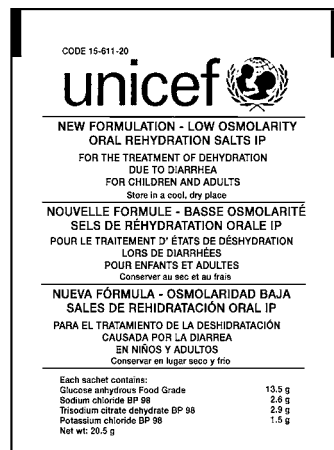 CODE 15-611-20
unicef
NEW FORMULATION - LOW OSMOLARITY
ORAL REHYDRATION SALTS IP
FOR THE TREATMENT OF DEHYDRATION
DUE TO DIARRHEA
FOR CHILDREN AND ADULTS
Store in a cool, dry place
NOUVELLE FORMULE - BASSE OSMOLARITÉ
SELS DE RÉHYDRATATION ORALE IP
POUR LE TRAITEMENT D' ÉTATS DE DÉSHYDRATION
LORS DE DIARRHÉES
POUR ENFANTS ET ADULTES
Conserver au sec et au frais
NUEVA FÓRMULA - OSMOLARIDAD BAJA
SALES DE REHIDRATACIÓN ORAL IP
PARA EL TRATAMIENTO DE LA DESHIDRATACIÓN
CAUSADA POR LA DIARREA
EN NIÑOS Y ADULTOS
Conservar en lugar seco y frío
Each sachet contains:
Glucose anhydrous Food Grade 13.5 g
Sodium chloride BP 98 2.6 g
Trisodium citrate dehydrate BP 98 2.9 g
Potassium chloride BP 98 1.5 g
Net wt: 20.5 g